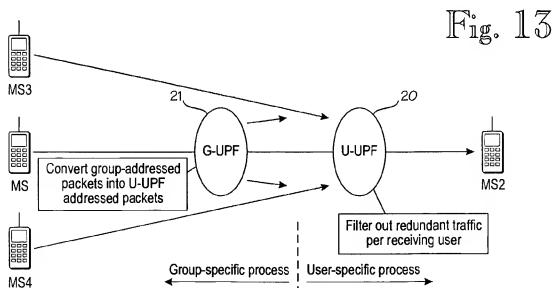 Fig. 13
MS3
21
20
G-UPF
U-UPF
MS
MS2
Convert group-addressed
packets into U-UPF
addressed packets
Filter out redundant traffic
per receiving user
MS4
Group-specific process
User-specific process